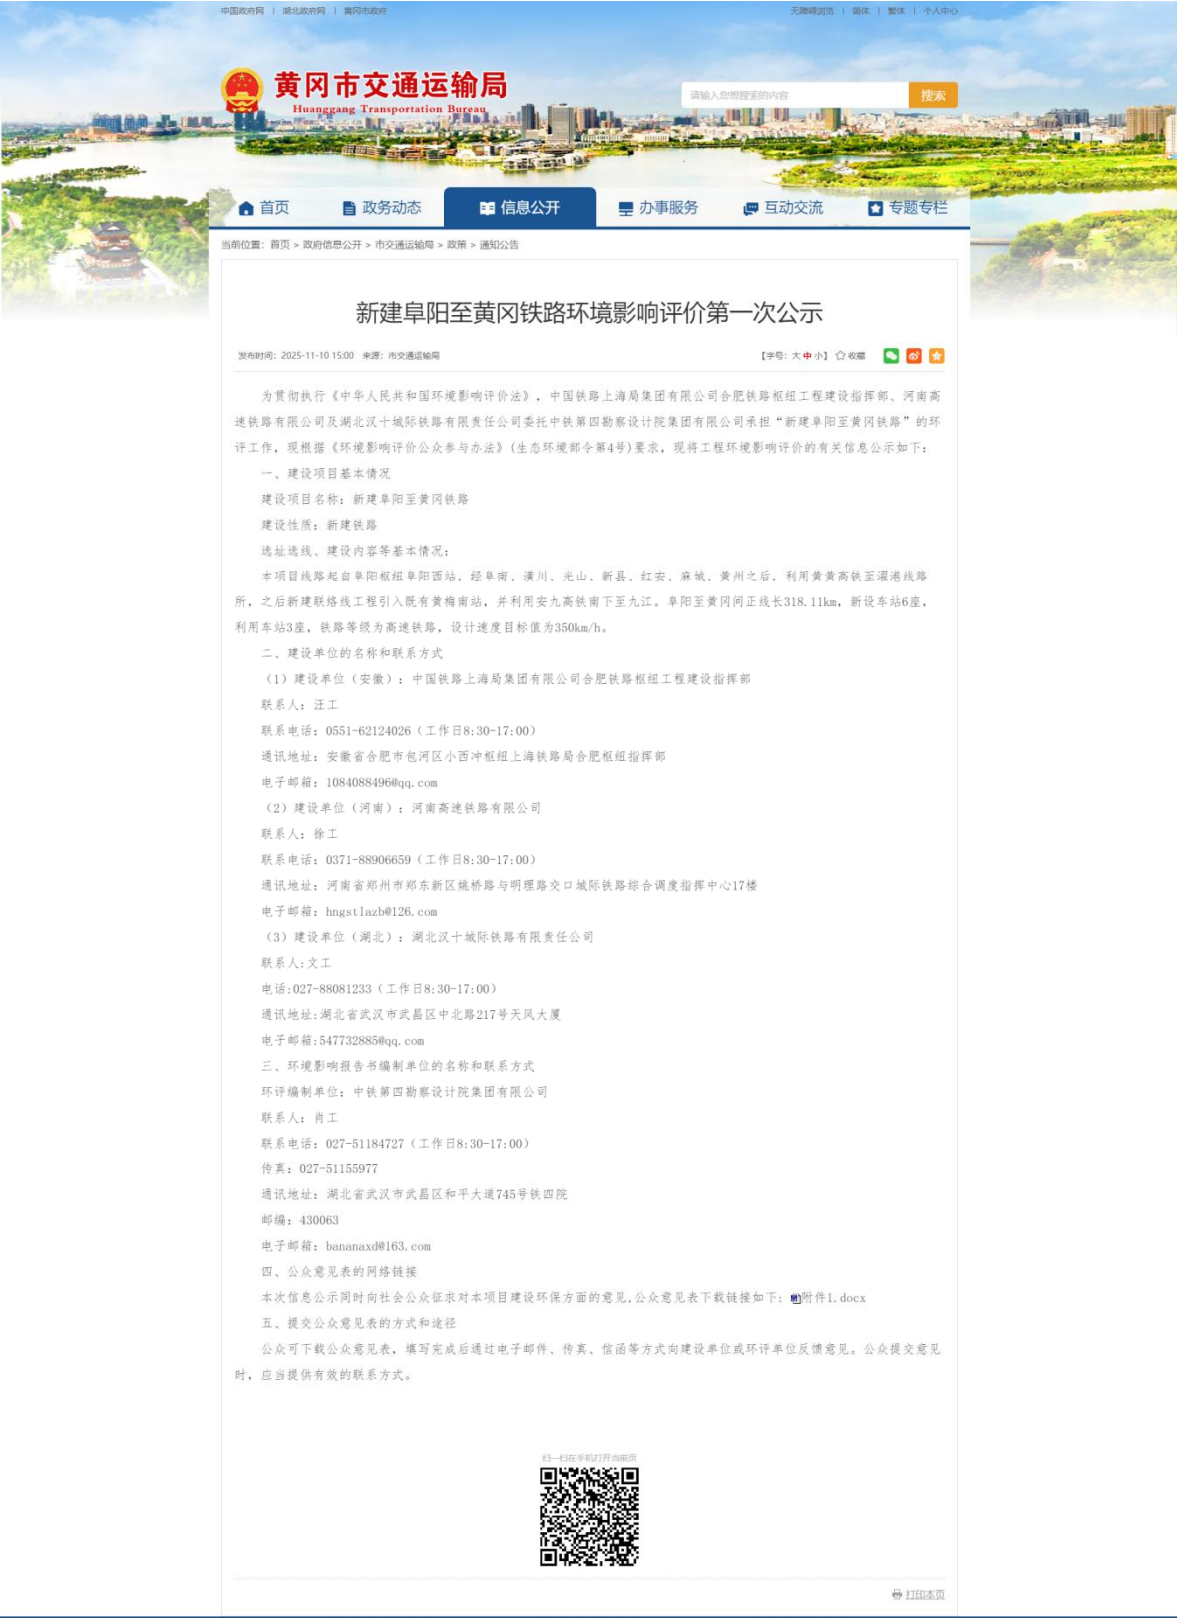 中国政府网 | 湖北政府网 | 黄冈市政府
无障碍浏览 | 简体 | 繁体 | 个人中心
黄冈市交通运输局
Huanggang Transportation Bureau
请输入您想搜索的内容
搜索
首页 政务动态 信息公开 办事服务 互动交流 专题专栏
当前位置：首页 > 政府信息公开 > 市交通运输局 > 政策 > 通知公告
新建阜阳至黄冈铁路环境影响评价第一次公示
发布时间：2025-11-10 15:00 来源：市交通运输局
【字号：大 中 小】 收藏
为贯彻执行《中华人民共和国环境影响评价法》，中国铁路上海局集团有限公司合肥铁路枢纽工程建设指挥部、河南高
速铁路有限公司及湖北汉十城际铁路有限责任公司委托中铁第四勘察设计院集团有限公司承担“新建阜阳至黄冈铁路”的环
评工作，现根据《环境影响评价公众参与办法》(生态环境部令第4号)要求，现将工程环境影响评价的有关信息公示如下：
一、建设项目基本情况
建设项目名称：新建阜阳至黄冈铁路
建设性质：新建铁路
选址选线、建设内容等基本情况：
本项目线路起自阜阳枢纽阜阳西站，经阜南、潢川、光山、新县、红安、麻城、黄州之后，利用黄黄高铁至濯港线路
所，之后新建联络线工程引入既有黄梅南站，并利用安九高铁南下至九江。阜阳至黄冈间正线长318.11km，新设车站6座，
利用车站3座，铁路等级为高速铁路，设计速度目标值为350km/h。
二、建设单位的名称和联系方式
（1）建设单位（安徽）：中国铁路上海局集团有限公司合肥铁路枢纽工程建设指挥部
联系人：汪工
联系电话：0551-62124026（工作日8:30-17:00）
通讯地址：安徽省合肥市包河区小西冲枢纽上海铁路局合肥枢纽指挥部
电子邮箱：1084088496@qq.com
（2）建设单位（河南）：河南高速铁路有限公司
联系人：徐工
联系电话：0371-88906659（工作日8:30-17:00）
通讯地址：河南省郑州市郑东新区姚桥路与明理路交口城际铁路综合调度指挥中心17楼
电子邮箱：hngstlazb@126.com
（3）建设单位（湖北）：湖北汉十城际铁路有限责任公司
联系人:文工
电话:027-88081233（工作日8:30-17:00）
通讯地址:湖北省武汉市武昌区中北路217号天风大厦
电子邮箱:547732885@qq.com
三、环境影响报告书编制单位的名称和联系方式
环评编制单位：中铁第四勘察设计院集团有限公司
联系人：肖工
联系电话：027-51184727（工作日8:30-17:00）
传真：027-51155977
通讯地址：湖北省武汉市武昌区和平大道745号铁四院
邮编：430063
电子邮箱：bananaxd@163.com
四、公众意见表的网络链接
本次信息公示同时向社会公众征求对本项目建设环保方面的意见,公众意见表下载链接如下：附件1.docx
五、提交公众意见表的方式和途径
公众可下载公众意见表，填写完成后通过电子邮件、传真、信函等方式向建设单位或环评单位反馈意见。公众提交意见
时，应当提供有效的联系方式。
扫一扫在手机打开当前页
打印本页